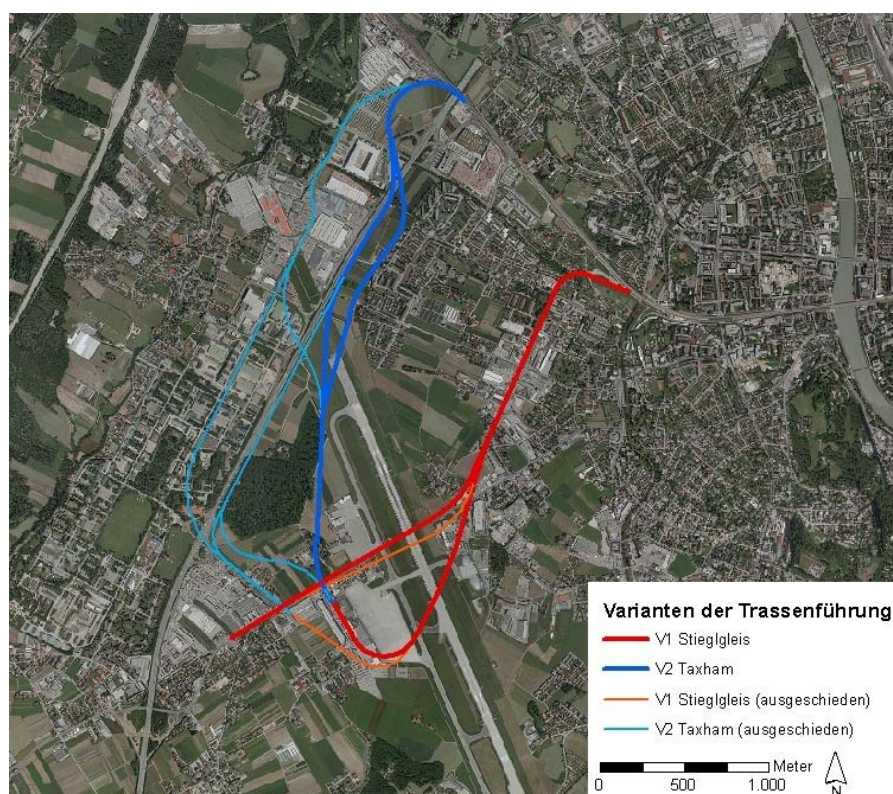 Varianten der Trassenführung
V1 Stieglgleis
V2 Taxham
V1 Stieglgleis (ausgeschieden)
V2 Taxham (ausgeschieden)
Meter
0 500 1.000
N